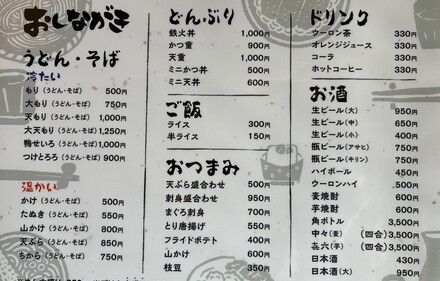 おしながき
うどん・そば
冷たい
もり(うどん・そば) 500円
大もり(うどん・そば) 750円
天もり(うどん・そば) 1,000円
大天もり(うどん・そば) 1,250円
鴨せいろ(うどん・そば) 1,000円
つけとろろ(うどん・そば) 900円
温かい
かけ(うどん・そば) 500円
たぬき(うどん・そば) 550円
山かけ(うどん・そば) 800円
天ぷら(うどん・そば) 850円
ちから(うどん・そば) 750円
どんぶり
鉄火丼 1,000円
かつ重 900円
天重 1,000円
ミニかつ丼 500円
ミニ天丼 600円
ご飯
ライス 300円
半ライス 150円
おつまみ
天ぷら盛合わせ 500円
刺身盛合わせ 950円
まぐろ刺身 700円
とり唐揚げ 550円
フライドポテト 400円
山かけ 600円
枝豆 350円
ドリンク
ウーロン茶 330円
オレンジジュース 330円
コーラ 330円
ホットコーヒー 330円
お酒
生ビール(大) 950円
生ビール(中) 650円
生ビール(小) 400円
瓶ビール(アサヒ) 750円
瓶ビール(キリン) 750円
ハイボール 450円
ウーロンハイ 500円
麦焼酎 600円
芋焼酎 600円
角ボトル 3,500円
中々(麦) (四合)3,500円
㐂六(芋) (四合)3,500円
日本酒 430円
日本酒(大) 950円